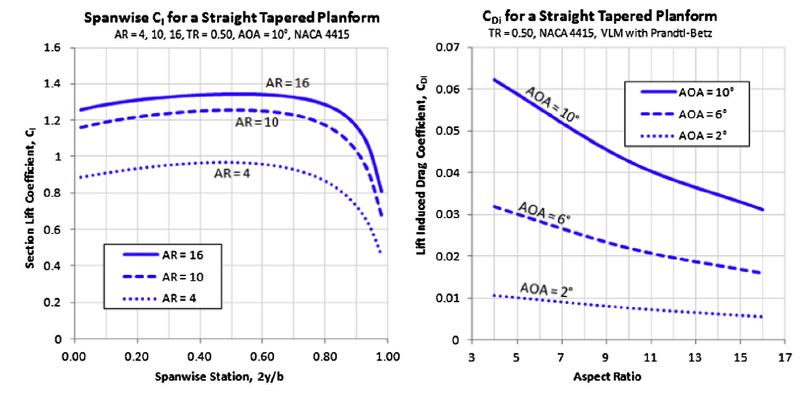 Spanwise Cl for a Straight Tapered Planform
AR = 4, 10, 16, TR = 0.50, AOA = 10°, NACA 4415
Section Lift Coefficient, Cl
1.6
1.4
1.2
1
0.8
0.6
0.4
0.2
0
AR = 16
AR = 10
AR = 4
AR = 16
AR = 10
AR = 4
0.00
0.20
0.40
0.60
0.80
1.00
Spanwise Station, 2y/b
CDi for a Straight Tapered Planform
TR = 0.50, NACA 4415, VLM with Prandtl-Betz
Lift Induced Drag Coefficient, CDi
0.07
0.06
0.05
0.04
0.03
0.02
0.01
0
AOA = 10°
AOA = 6°
AOA = 2°
AOA = 10°
AOA = 6°
AOA = 2°
3
5
7
9
11
13
15
17
Aspect Ratio